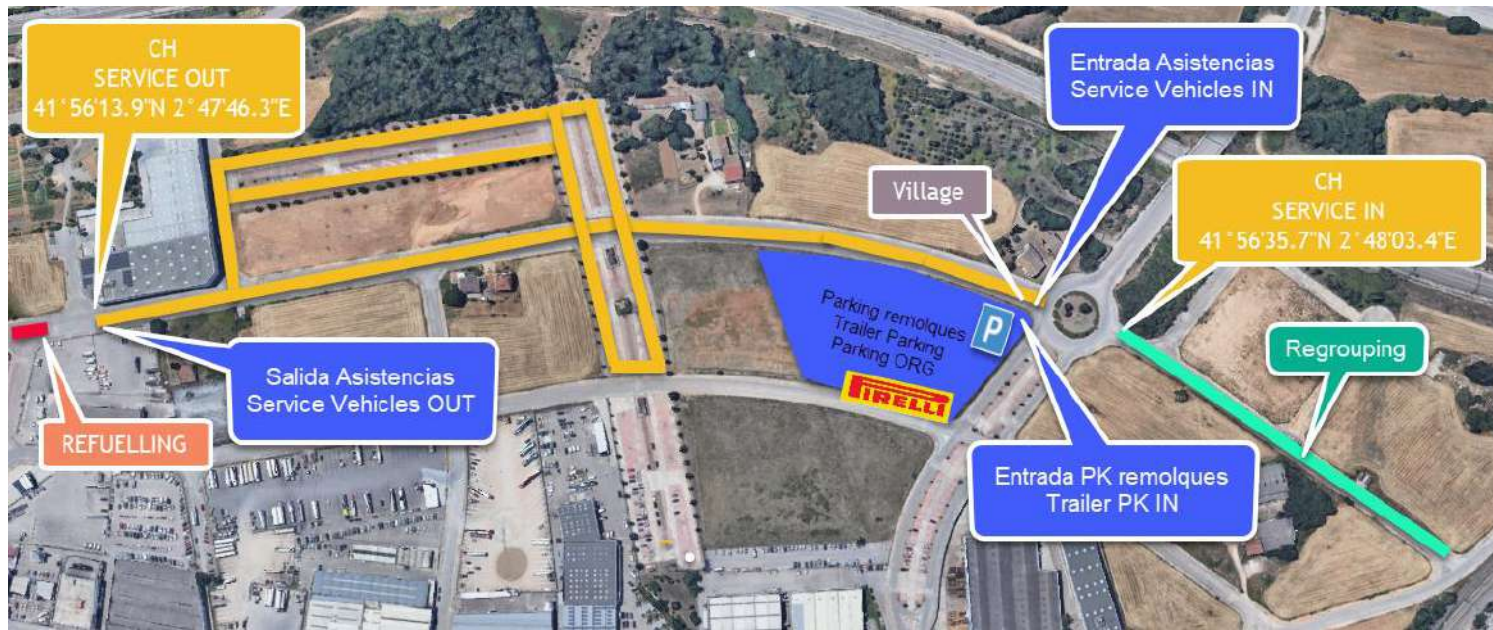 CH
SERVICE OUT
41°56'13.9"N 2°47'46.3"E
Entrada Asistencias
Service Vehicles IN
Village
CH
SERVICE IN
41°56'35.7"N 2°48'03.4"E
Parking remolques
Trailer Parking
Parking ORG
P
PIRELLI
Regrouping
Salida Asistencias
Service Vehicles OUT
REFUELLING
Entrada PK remolques
Trailer PK IN